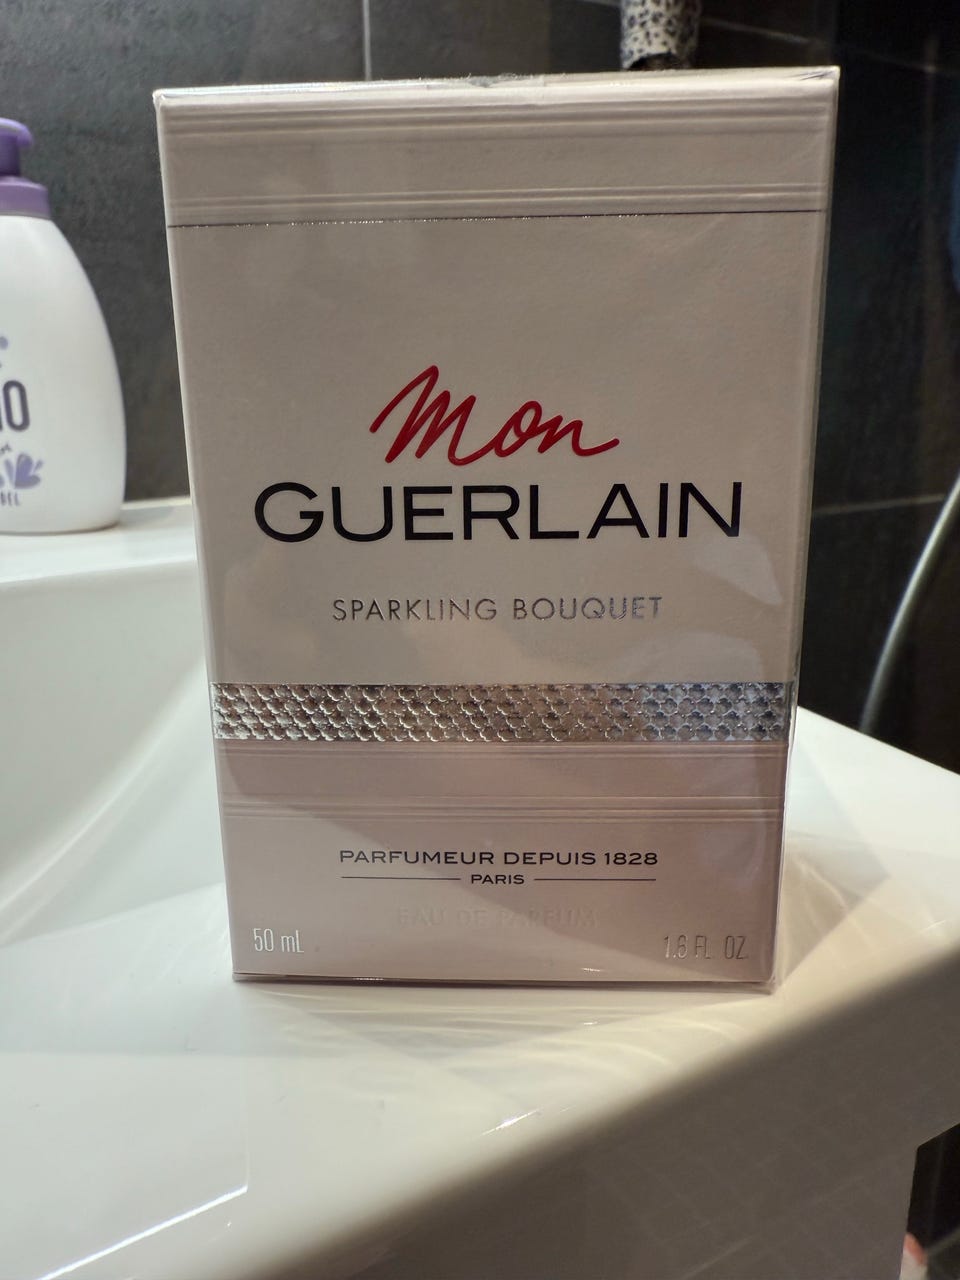 Mon
GUERLAIN
SPARKLING BOUQUET
PARFUMEUR DEPUIS 1828
PARIS
EAU DE PARFUM
50 mL
1.6 FL. OZ.